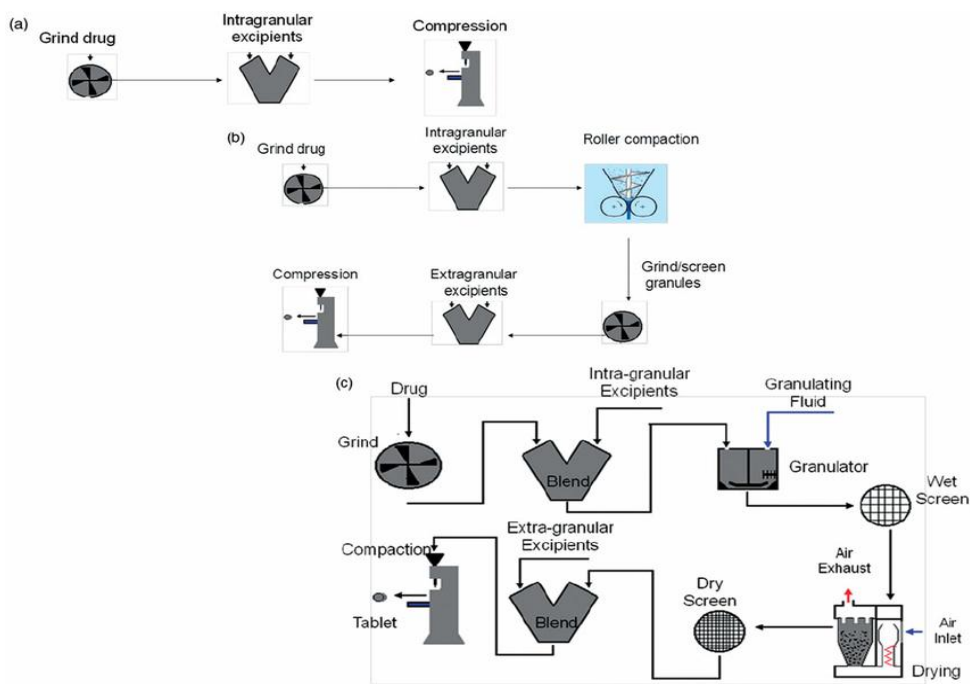 (a)
Grind drug
Intragranular
excipients
Compression
(b)
Grind drug
Intragranular
excipients
Roller compaction
Grind/screen
granules
Extragranular
excipients
Compression
(c)
Drug
Grind
Intra-granular
Excipients
Blend
Granulating
Fluid
Granulator
Wet
Screen
Air
Exhaust
Air
Inlet
Drying
Dry
Screen
Extra-granular
Excipients
Blend
Compaction
Tablet